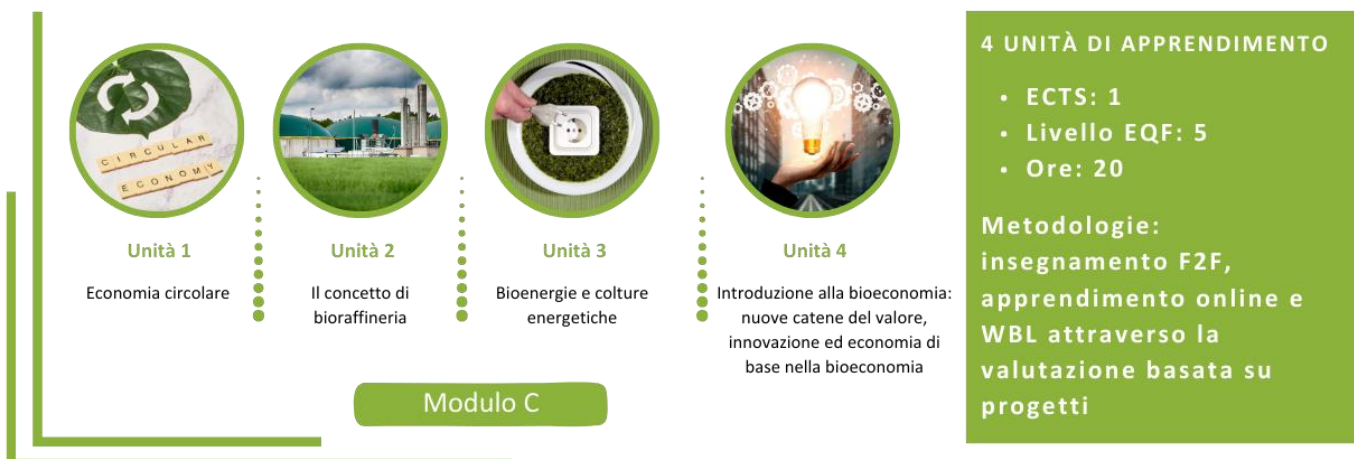 CIRCULAR
ECONOMY
Unità 1
Economia circolare
Unità 2
Il concetto di
bioraffineria
Unità 3
Bioenergie e colture
energetiche
Unità 4
Introduzione alla bioeconomia:
nuove catene del valore,
innovazione ed economia di
base nella bioeconomia
Modulo C
4 UNITÀ DI APPRENDIMENTO
• ECTS: 1
• Livello EQF: 5
• Ore: 20
Metodologie:
insegnamento F2F,
apprendimento online e
WBL attraverso la
valutazione basata su
progetti